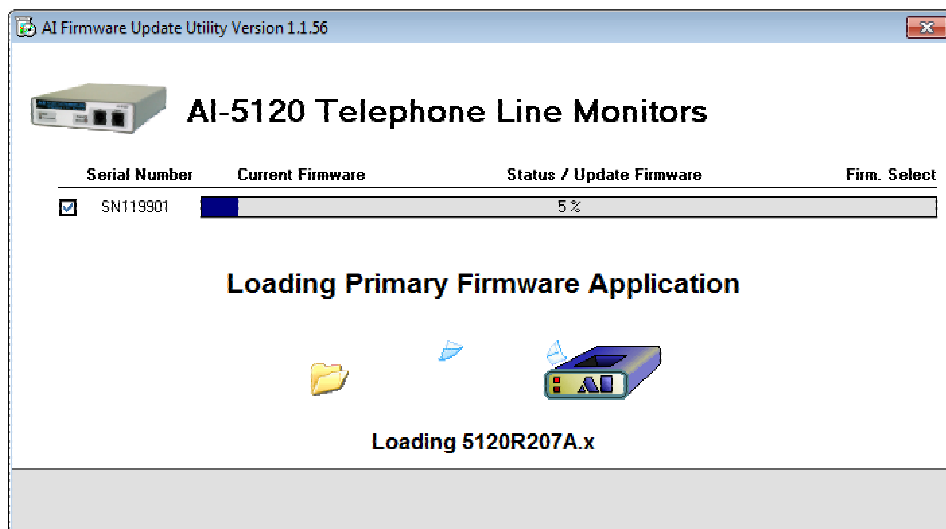 AI Firmware Update Utility Version 1.1.56
AI-5120 Telephone Line Monitors
Serial Number Current Firmware Status / Update Firmware Firm. Select
SN119901 5 %
Loading Primary Firmware Application
AI
Loading 5120R207A.x